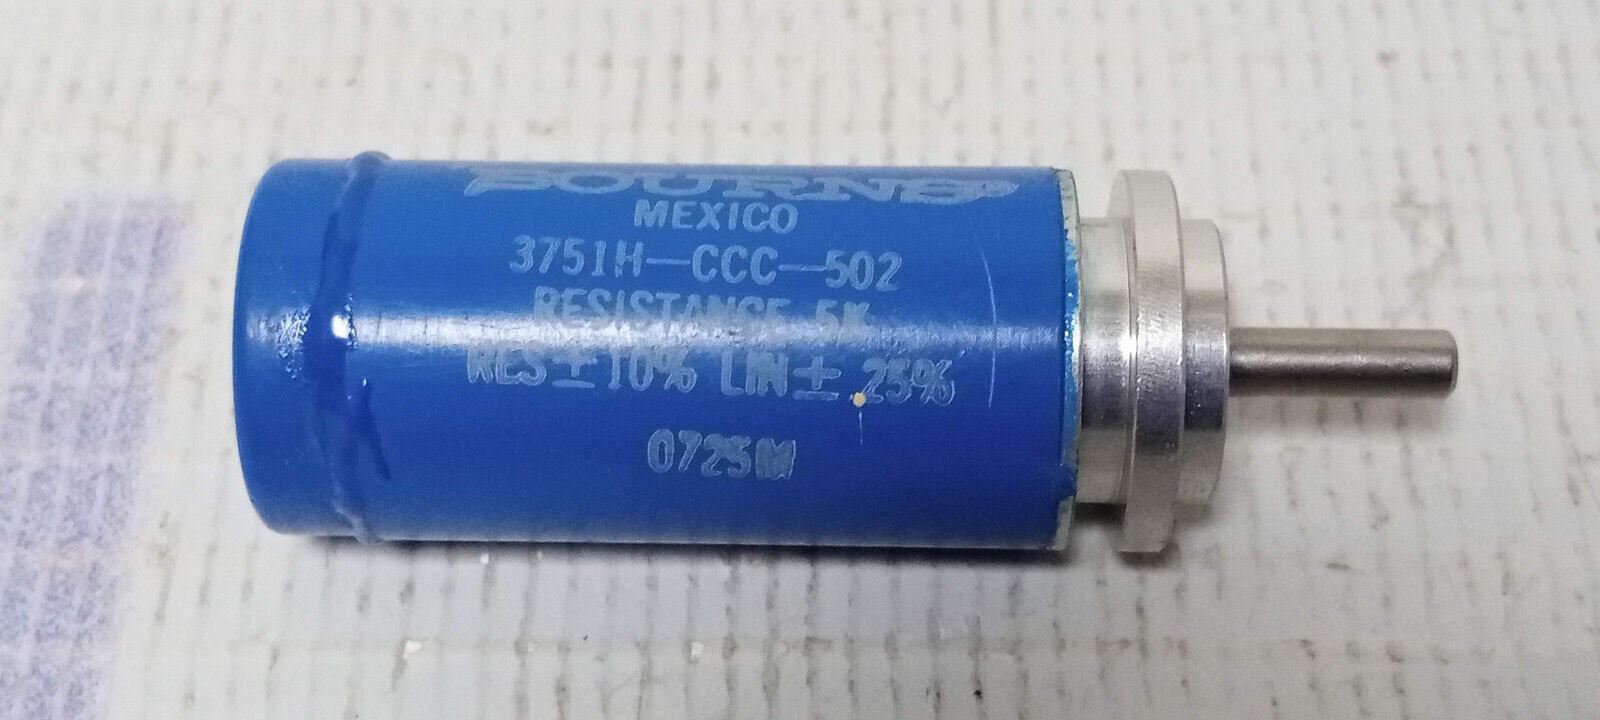 BOURNS®
MEXICO
3751H-CCC-502
RESISTANCE 5K
RES ± 10% LIN ± .25%
0725M